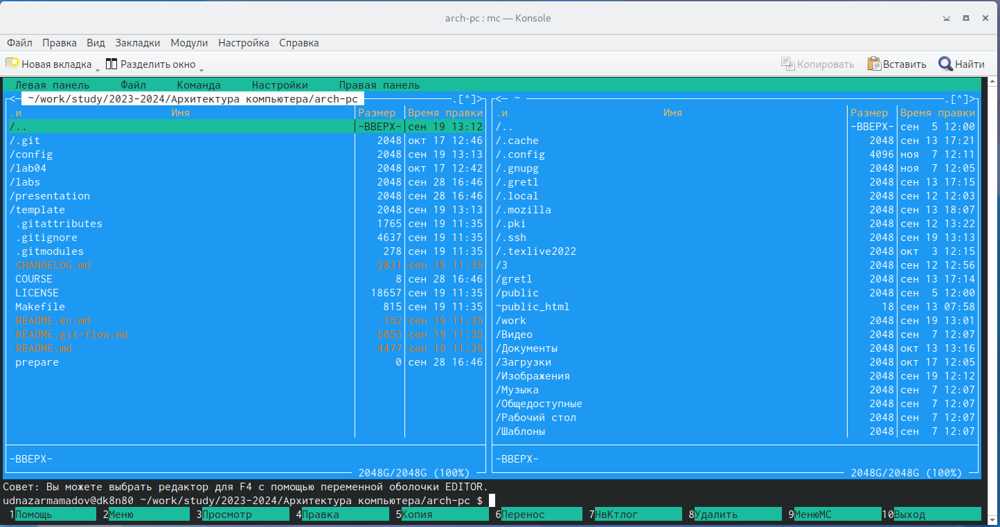 arch-pc : mc — Konsole
Файл Правка Вид Закладки Модули Настройка Справка
Новая вкладка Разделить окно Копировать Вставить Найти
Левая панель Файл Команда Настройки Правая панель
<─ ~/work/study/2023-2024/Архитектура компьютера/arch-pc .[^]>
.и Имя Размер Время правки
/.. -ВВЕРХ- сен 19 13:12
/.git 2048 окт 17 12:46
/config 2048 сен 19 13:13
/lab04 2048 окт 17 12:42
/labs 2048 сен 28 16:46
/presentation 2048 сен 28 16:46
/template 2048 сен 19 13:13
.gitattributes 1765 сен 19 11:35
.gitignore 4637 сен 19 11:35
.gitmodules 278 сен 19 11:35
CHANGELOG.md 2831 сен 19 11:35
COURSE 8 сен 28 16:46
LICENSE 18657 сен 19 11:35
Makefile 815 сен 19 11:35
README.en.md 152 сен 19 11:35
README.git-flow.md 5653 сен 19 11:35
README.md 4477 сен 19 11:35
prepare 0 сен 28 16:46
-ВВЕРХ-
2048G/2048G (100%)
<─ ~ .[^]>
.и Имя Размер Время правки
/.. -ВВЕРХ- сен 5 12:00
/.cache 2048 сен 13 17:21
/.config 4096 ноя 7 12:11
/.gnupg 2048 ноя 7 12:05
/.gretl 2048 сен 13 17:15
/.local 2048 сен 12 12:03
/.mozilla 2048 сен 13 18:07
/.pki 2048 сен 12 13:22
/.ssh 2048 сен 19 13:13
/.texlive2022 2048 окт 3 12:15
/3 2048 сен 12 12:56
/gretl 2048 сен 13 17:14
/public 2048 сен 5 12:00
~public_html 18 сен 13 07:58
/work 2048 сен 19 13:01
/Видео 2048 сен 7 12:07
/Документы 2048 окт 13 13:16
/Загрузки 2048 окт 17 12:05
/Изображения 2048 сен 19 12:12
/Музыка 2048 сен 7 12:07
/Общедоступные 2048 сен 7 12:07
/Рабочий стол 2048 сен 7 12:07
/Шаблоны 2048 сен 7 12:07
-ВВЕРХ-
2048G/2048G (100%)
Совет: Вы можете выбрать редактор для F4 с помощью переменной оболочки EDITOR.
udnazarmamadov@dk8n80 ~/work/study/2023-2024/Архитектура компьютера/arch-pc $
1Помощь 2Меню 3Просмотр 4Правка 5Копия 6Перенос 7НвКтлог 8Удалить 9МенюMC 10Выход